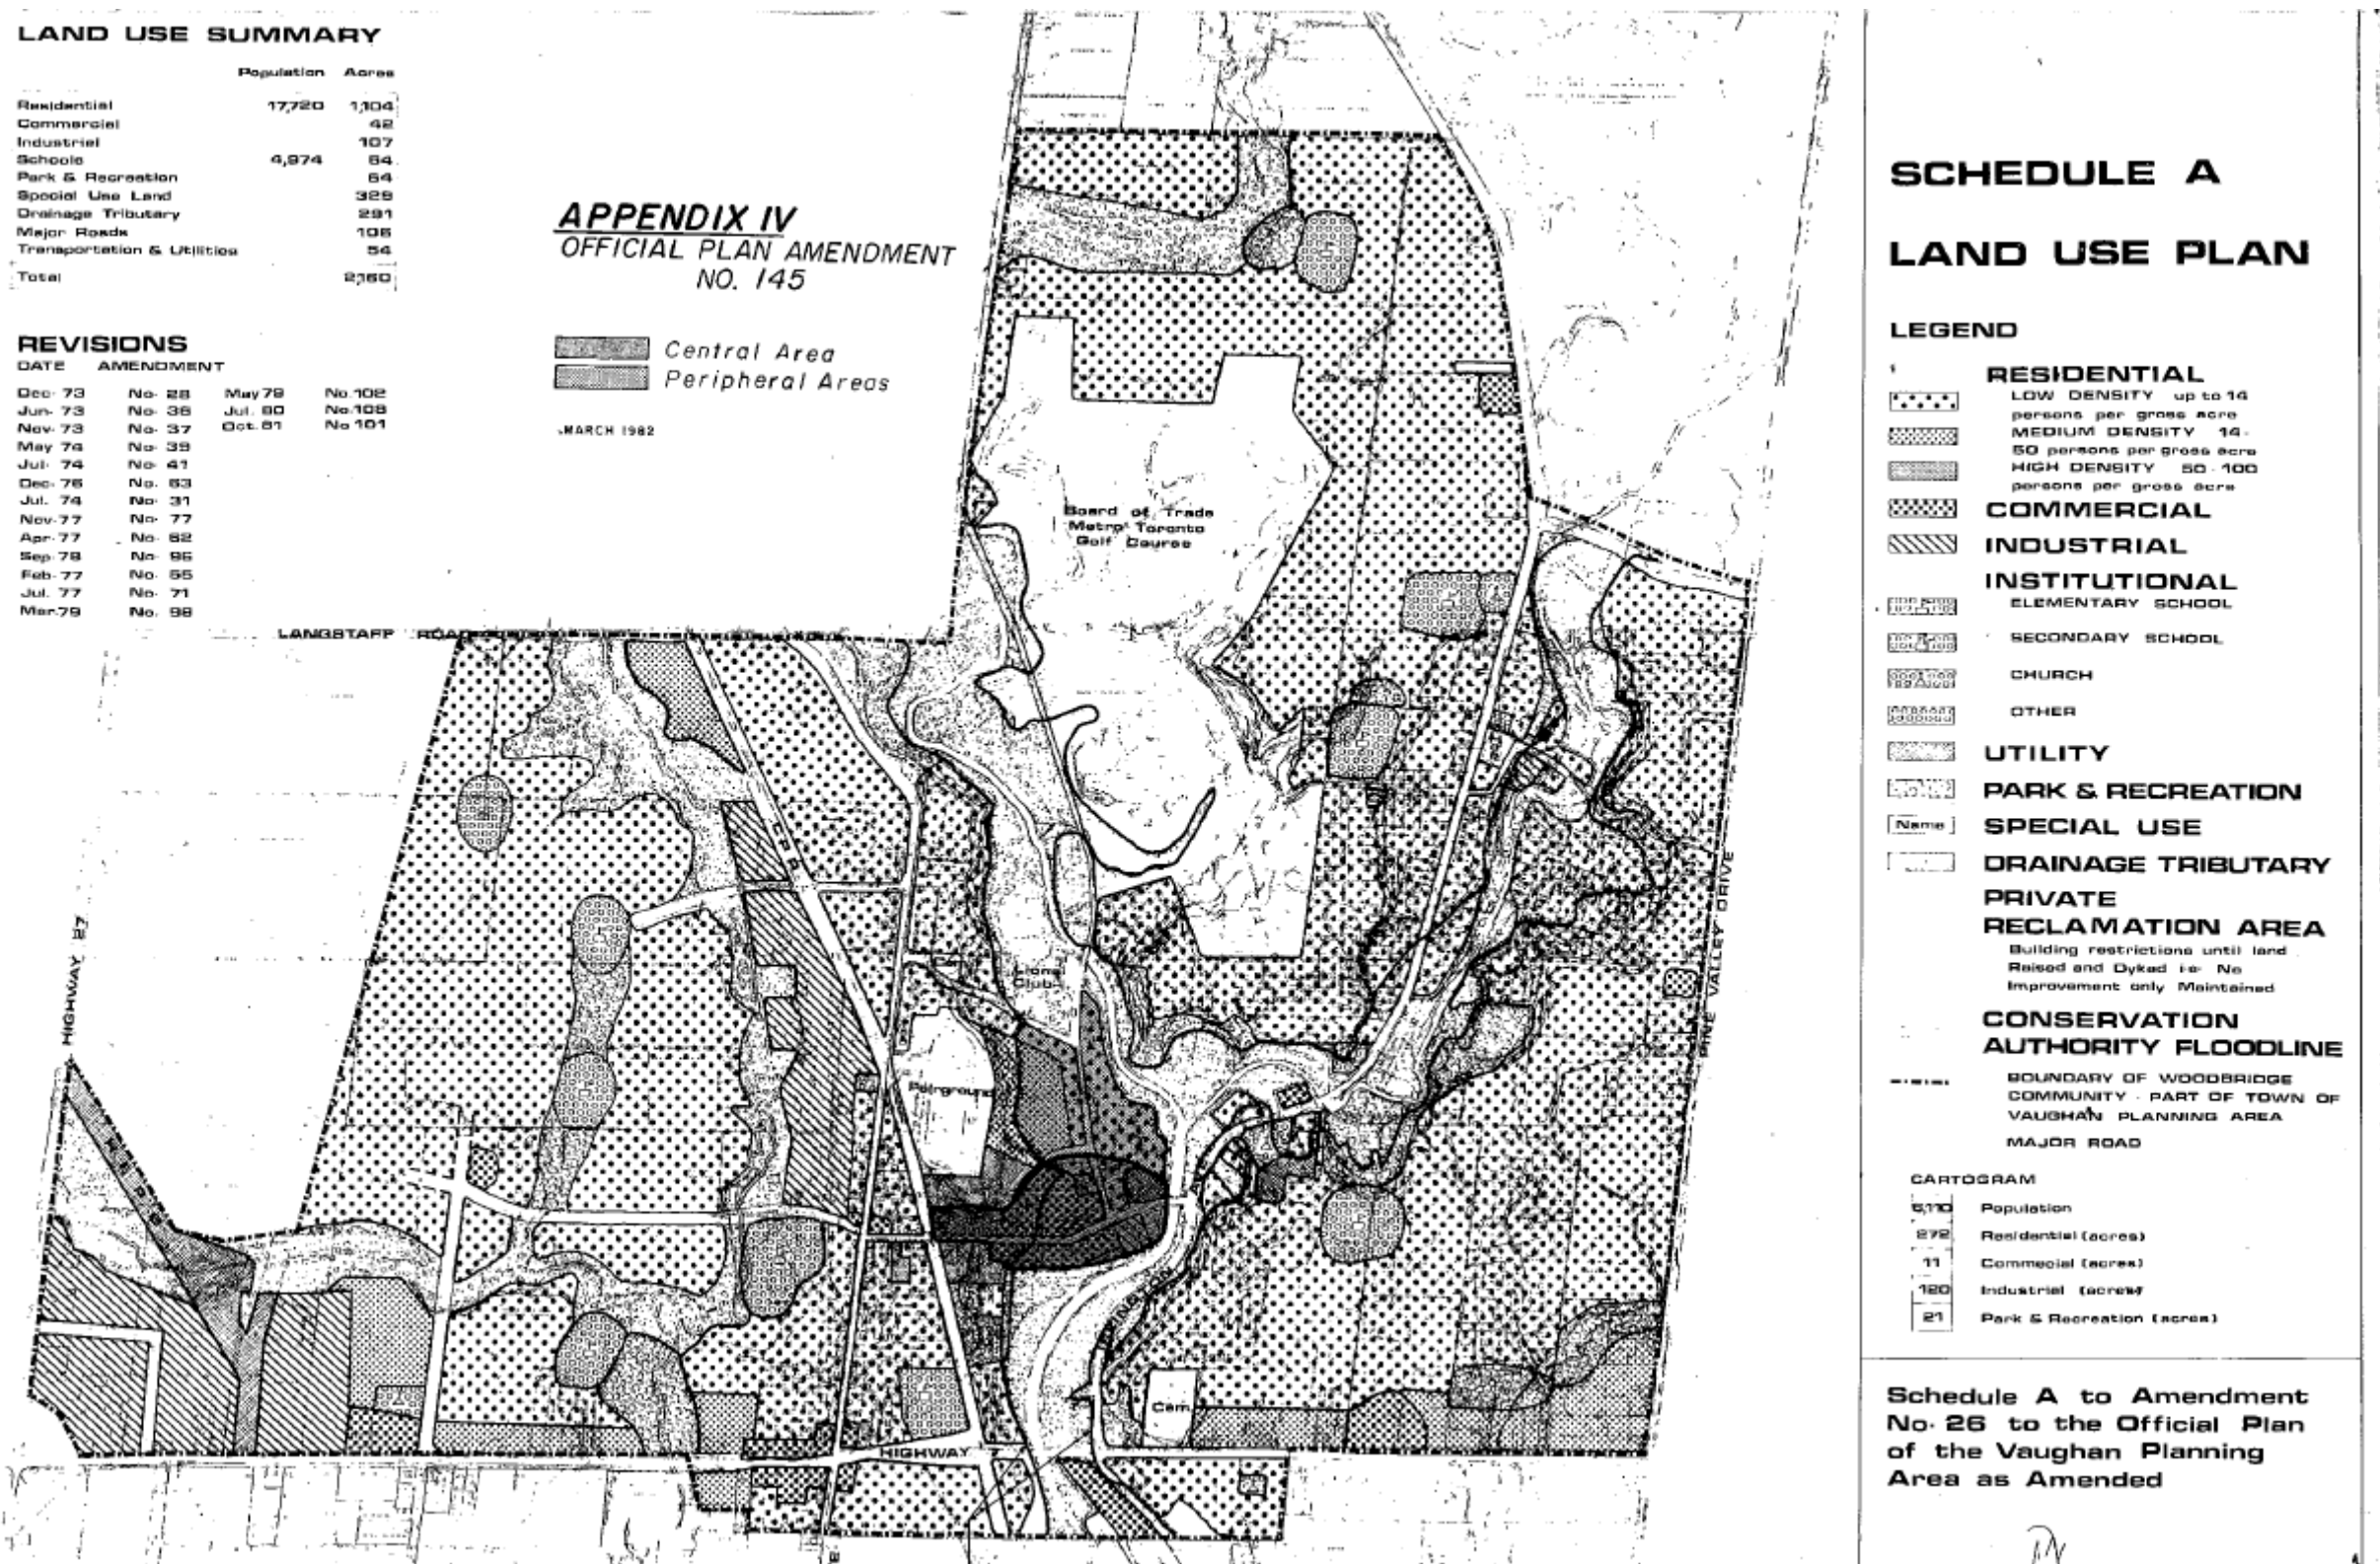 LAND USE SUMMARY
Population Acres
Residential 17,720 1,104
Commercial 42
Industrial 107
Schools 4,974 64
Park & Recreation 64
Special Use Land 328
Drainage Tributary 291
Major Roads 106
Transportation & Utilities 54
Total 2,160
REVISIONS
DATE AMENDMENT
Dec. 73 No. 28 May 79 No. 102
Jun. 73 No. 36 Jul. 80 No. 108
Nov. 73 No. 37 Oct. 81 No 101
May 74 No. 39
Jul. 74 No. 41
Dec. 76 No. 63
Jul. 74 No. 31
Nov. 77 No. 77
Apr. 77 No. 62
Sep. 78 No. 96
Feb. 77 No. 55
Jul. 77 No. 71
Mar. 79 No. 98
APPENDIX IV
OFFICIAL PLAN AMENDMENT
NO. 145
Central Area
Peripheral Areas
MARCH 1982
LANGSTAFF ROAD
Board of Trade
Metro Toronto
Golf Course
HIGHWAY 27
C P R
Cem.
Club
Fairground
PINE VALLEY DRIVE
ISLINGTON
Cem.
HIGHWAY 7
SCHEDULE A
LAND USE PLAN
LEGEND
RESIDENTIAL
LOW DENSITY up to 14
persons per gross acre
MEDIUM DENSITY 14-
50 persons per gross acre
HIGH DENSITY 50-100
persons per gross acre
COMMERCIAL
INDUSTRIAL
INSTITUTIONAL
ELEMENTARY SCHOOL
SECONDARY SCHOOL
CHURCH
OTHER
UTILITY
PARK & RECREATION
Name SPECIAL USE
DRAINAGE TRIBUTARY
PRIVATE
RECLAMATION AREA
Building restrictions until land
Raised and Dyked i.e. No
Improvement only Maintained
CONSERVATION
AUTHORITY FLOODLINE
BOUNDARY OF WOODBRIDGE
COMMUNITY - PART OF TOWN OF
VAUGHAN PLANNING AREA
MAJOR ROAD
CARTOGRAM
5,110 Population
272 Residential (acres)
11 Commecial (acres)
120 Industrial (acres)
21 Park & Recreation (acres)
Schedule A to Amendment
No. 26 to the Official Plan
of the Vaughan Planning
Area as Amended